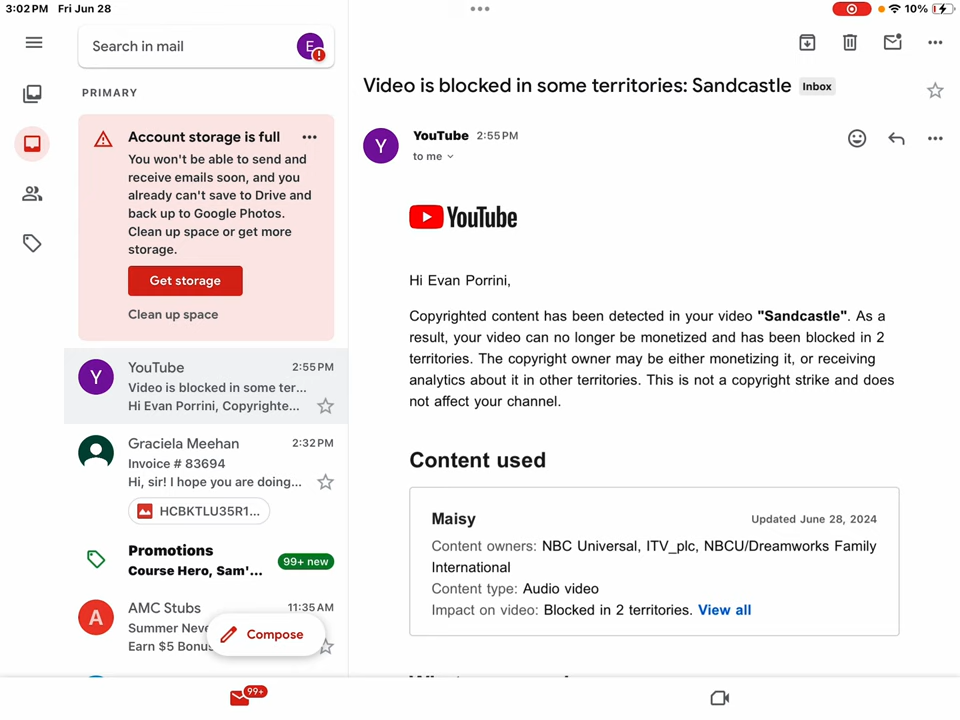 3:02 PM Fri Jun 28
10%
Search in mail
E
PRIMARY
Account storage is full
You won't be able to send and
receive emails soon, and you
already can't save to Drive and
back up to Google Photos.
Clean up space or get more
storage.
Get storage
Clean up space
Y
YouTube 2:55 PM
Video is blocked in some ter...
Hi Evan Porrini, Copyrighte...
Graciela Meehan 2:32 PM
Invoice # 83694
Hi, sir! I hope you are doing...
HCBKTLU35R1...
Promotions
Course Hero, Sam'...
99+ new
A
AMC Stubs 11:35 AM
Summer Neve
Earn $5 Bonus
Compose
99+
Video is blocked in some territories: Sandcastle Inbox
Y
YouTube 2:55 PM
to me
YouTube
Hi Evan Porrini,
Copyrighted content has been detected in your video "Sandcastle". As a
result, your video can no longer be monetized and has been blocked in 2
territories. The copyright owner may be either monetizing it, or receiving
analytics about it in other territories. This is not a copyright strike and does
not affect your channel.
Content used
Maisy Updated June 28, 2024
Content owners: NBC Universal, ITV_plc, NBCU/Dreamworks Family
International
Content type: Audio video
Impact on video: Blocked in 2 territories. View all